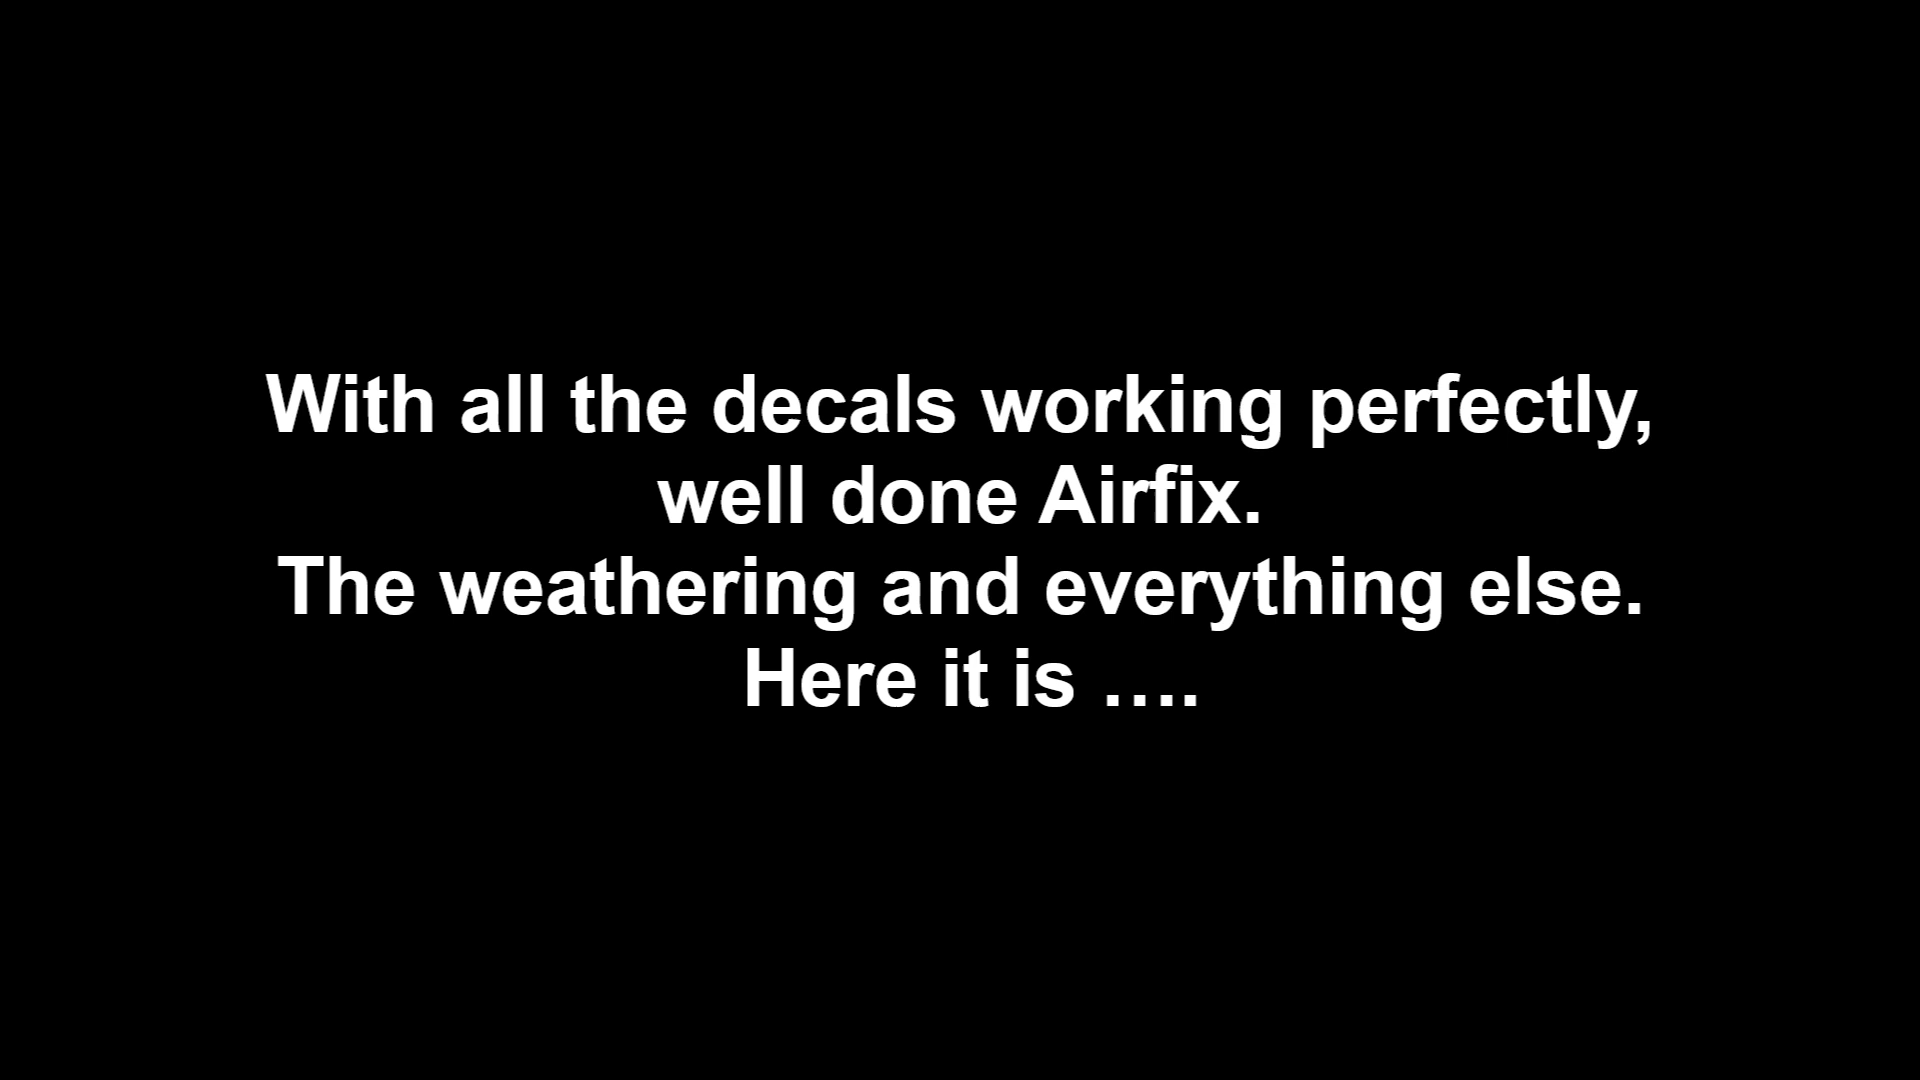 With all the decals working perfectly,
well done Airfix.
The weathering and everything else.
Here it is ….